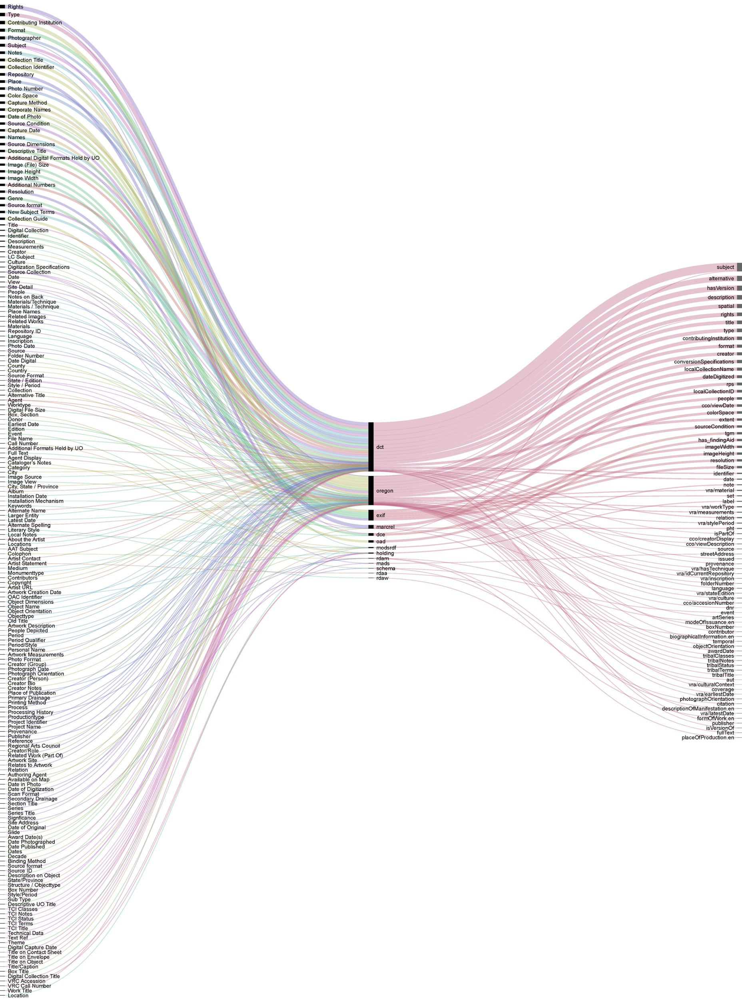 Rights
Type
Contributing Institution
Format
Photographer
Subject
Notes
Collection Title
Collection Identifier
Repository
Place
Photo Number
Color Space
Capture Method
Corporate Names
Date of Photo
Source Condition
Capture Date
Names
Source Dimensions
Descriptive Title
Additional Digital Formats Held by UO
Image (File) Size
Image Height
Image Width
Additional Numbers
Resolution
Genre
Source format
New Subject Terms
Collection Guide
Title
Digital Collection
Identifier
Description
Measurements
Creator
LC Subject
Culture
Digitization Specifications
Source Collection
Date
View
Site Detail
People
Notes on Back
Materials/Technique
Materials / Technique
Place Names
Related Images
Related Works
Materials
Repository ID
Language
Inscription
Photo Date
Source
Folder Number
Date Digital
County
Country
Source Format
State / Edition
Style / Period
Collection
Alternative Title
Agent
Worktype
Digital File Size
Box, Section
Donor
Earliest Date
Edition
Event
File Name
Call Number
Additional Formats Held by UO
Full Text
Agent Display
Cataloger's Notes
Category
City
Image Source
Image View
City, State / Province
Album
Installation Date
Installation Mechanism
Keywords
Alternate Name
Larger Entity
Latest Date
Alternate Spelling
Literary Style
Local Notes
About the Artist
Locations
AAT Subject
Colophon
Artist Contact
Artist Statement
Medium
Monumenttype
Contributors
Copyright
Artist URL
Artwork Creation Date
OAC Identifier
Object Dimensions
Object Name
Object Orientation
Objecttype
Old Title
Artwork Description
People Depicted
Period
Period Qualifier
Period/Style
Personal Name
Artwork Measurements
Photo Format
Creator (Group)
Photograph Date
Photograph Orientation
Creator (Person)
Creator Bio
Creator Notes
Place of Publication
Primary Drainage
Printing Method
Process
Processing History
Productiontype
Project Identifier
Project Name
Provenance
Publisher
Reference
Regional Arts Council
Creator/Role
Related Work (Part Of)
Artwork Site
Relates to Artwork
Relation
Authoring Agent
Available on Map
Date in Photo
Date of Digitization
Scan Format
Secondary Drainage
Section Title
Series
Series Title
Signficance
Site Address
Date of Original
Slide
Award Date(s)
Date Photographed
Date Published
Dates
Decade
Binding Method
Source format
Source ID
Description on Object
State/Province
Structure / Objecttype
Box Number
Style/Period
Sub Type
Descriptive UO Title
TCI Classes
TCI Notes
TCI Status
TCI Terms
TCI Title
Technical Data
Text Ref
Theme
Digital Capture Date
Title on Contact Sheet
Title on Envelope
Title on Object
Title/Caption
Box Title
Digital Collection Title
VRC Accession
VRC Call Number
Work Title
Location
dct
oregon
exif
marcrel
dce
oad
modsrdf
holding
rdam
mads
schema
rdaa
rdaw
subject
alternative
hasVersion
description
spatial
rights
title
type
contributingInstitution
format
creator
conversionSpecifications
localCollectionName
dateDigitized
rps
localCollectionID
people
cco/viewDate
colorSpace
extent
sourceCondition
tgm
has_findingAid
imageWidth
imageHeight
resolution
fileSize
identifier
date
note
vra/material
set
label
vra/workType
vra/measurements
relation
vra/stylePeriod
pht
isPartOf
cco/creatorDisplay
cco/viewDescription
source
streetAddress
issued
provenance
vra/hasTechnique
vra/idCurrentRepository
vra/inscription
folderNumber
language
vra/stateEdition
vra/culture
cco/accesionNumber
dnr
event
artSeries
modeOfIssuance.en
boxNumber
contributor
biographicalInformation.en
temporal
objectOrientation
awardDate
tribalClasses
tribalNotes
tribalStatus
tribalTerms
tribalTitle
aut
vra/culturalContext
coverage
vra/earliestDate
photographOrientation
citation
descriptionOfManifestation.en
vra/latestDate
formOfWork.en
publisher
isVersionOf
fullText
placeOfProduction.en